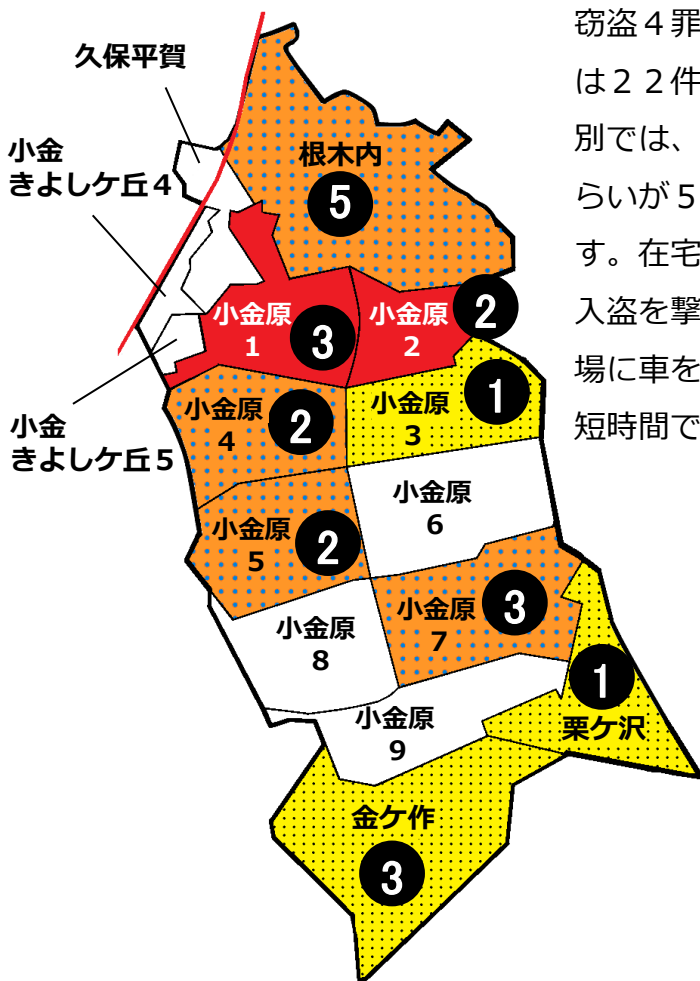 窃盗４罪
は２２件
別では、
らいが５
す。在宅
入盗を撃
場に車を
短時間で
久保平賀
小金
きよしケ丘４
根木内
5
小金原
1
3
小金原
2
2
小金
きよしケ丘５
小金原
4
2
小金原
3
1
小金原
5
2
小金原
6
小金原
7
3
小金原
8
小金原
9
1
栗ケ沢
金ケ作
3